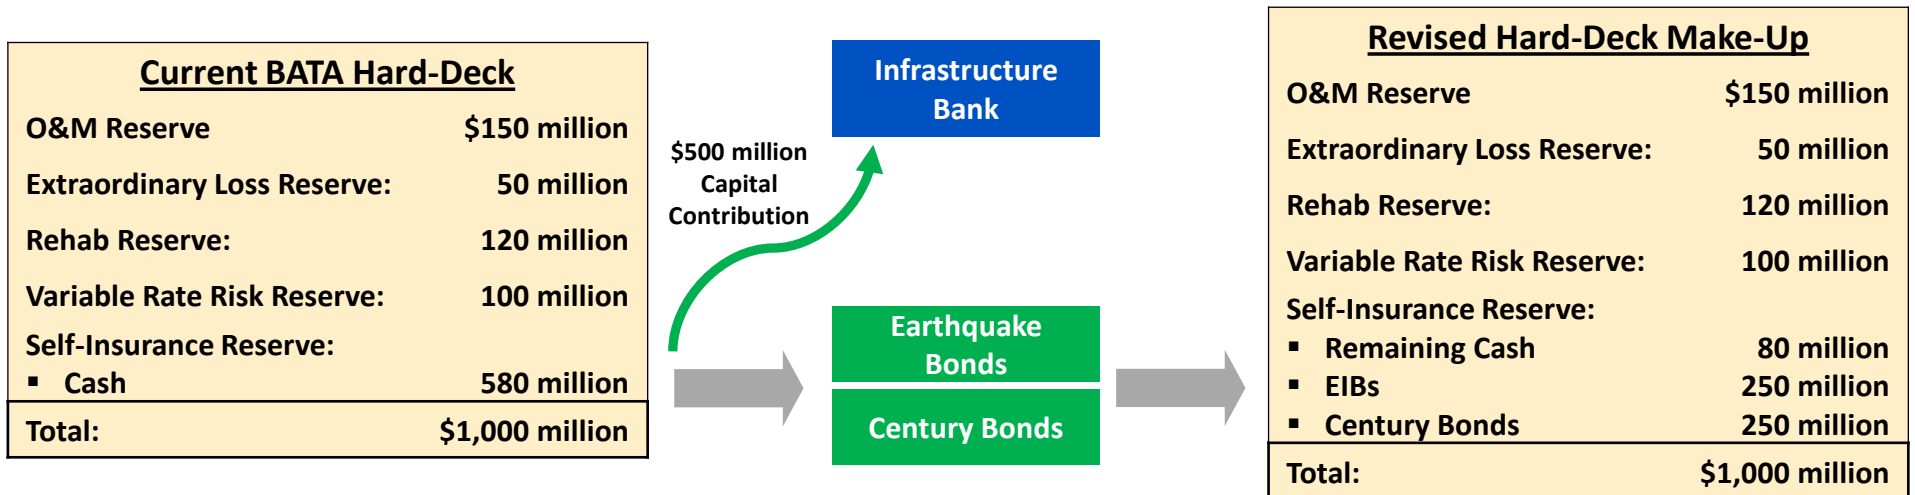 Current BATA Hard-Deck
O&M Reserve $150 million
Extraordinary Loss Reserve: 50 million
Rehab Reserve: 120 million
Variable Rate Risk Reserve: 100 million
Self-Insurance Reserve:
▪ Cash 580 million
Total: $1,000 million
$500 million
Capital
Contribution
Infrastructure
Bank
Earthquake
Bonds
Century Bonds
Revised Hard-Deck Make-Up
O&M Reserve $150 million
Extraordinary Loss Reserve: 50 million
Rehab Reserve: 120 million
Variable Rate Risk Reserve: 100 million
Self-Insurance Reserve:
▪ Remaining Cash 80 million
▪ EIBs 250 million
▪ Century Bonds 250 million
Total: $1,000 million